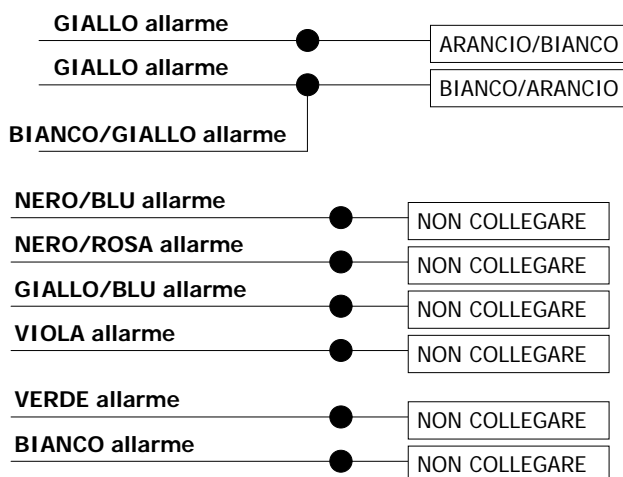 GIALLO allarme
ARANCIO/BIANCO
GIALLO allarme
BIANCO/ARANCIO
BIANCO/GIALLO allarme
NERO/BLU allarme
NON COLLEGARE
NERO/ROSA allarme
NON COLLEGARE
GIALLO/BLU allarme
NON COLLEGARE
VIOLA allarme
NON COLLEGARE
VERDE allarme
NON COLLEGARE
BIANCO allarme
NON COLLEGARE